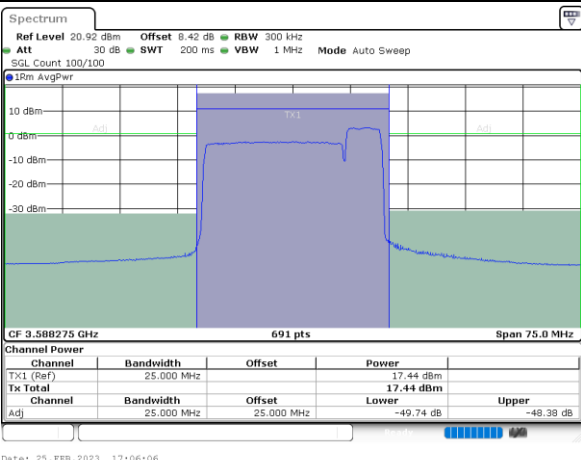 Spectrum
Ref Level 20.92 dBm Offset 8.42 dB RBW 300 kHz
Att 30 dB SWT 200 ms VBW 1 MHz Mode Auto Sweep
SGL Count 100/100
1Rm AvgPwr
10 dBm
TX1
Adj Adj
0 dBm
-10 dBm
-20 dBm
-30 dBm
CF 3.588275 GHz 691 pts Span 75.0 MHz
Channel Power
Channel Bandwidth Offset Power
TX1 (Ref) 25.000 MHz 17.44 dBm
Tx Total 17.44 dBm
Channel Bandwidth Offset Lower Upper
Adj 25.000 MHz 25.000 MHz -49.74 dB -48.38 dB
Ready
Date: 25.FEB.2023 17:06:06